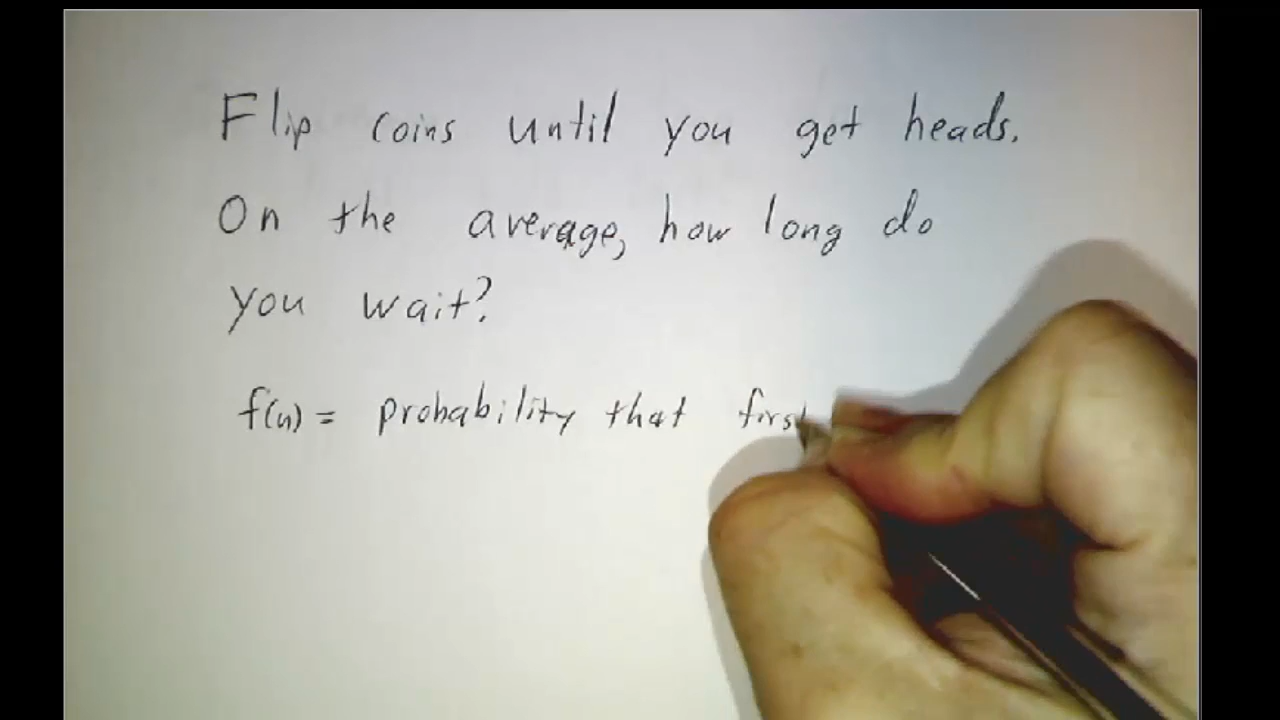 Flip coins until you get heads.
On the average, how long do
you wait?
f(n) = probability that first